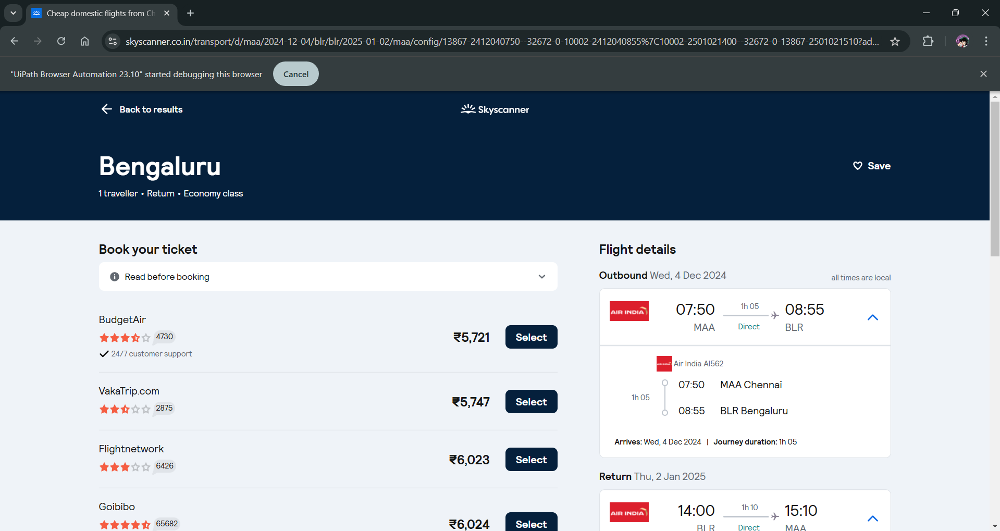 Cheap domestic flights from Ch
skyscanner.co.in/transport/d/maa/2024-12-04/blr/blr/2025-01-02/maa/config/13867-2412040750--32672-0-10002-2412040855%7C10002-2501021400--32672-0-13867-2501021510?ad...
"UiPath Browser Automation 23.10" started debugging this browser
Cancel
Back to results
Skyscanner
Bengaluru
Save
1 traveller • Return • Economy class
Book your ticket
Read before booking
BudgetAir
4730
24/7 customer support
₹5,721
Select
VakaTrip.com
2875
₹5,747
Select
Flightnetwork
6426
₹6,023
Select
Goibibo
65682
₹6,024
Select
Flight details
Outbound Wed, 4 Dec 2024
all times are local
AIR INDIA
07:50
MAA
1h 05
Direct
08:55
BLR
AIR INDIA
Air India AI562
1h 05
07:50 MAA Chennai
08:55 BLR Bengaluru
Arrives: Wed, 4 Dec 2024 | Journey duration: 1h 05
Return Thu, 2 Jan 2025
AIR INDIA
14:00
BLR
1h 10
Direct
15:10
MAA